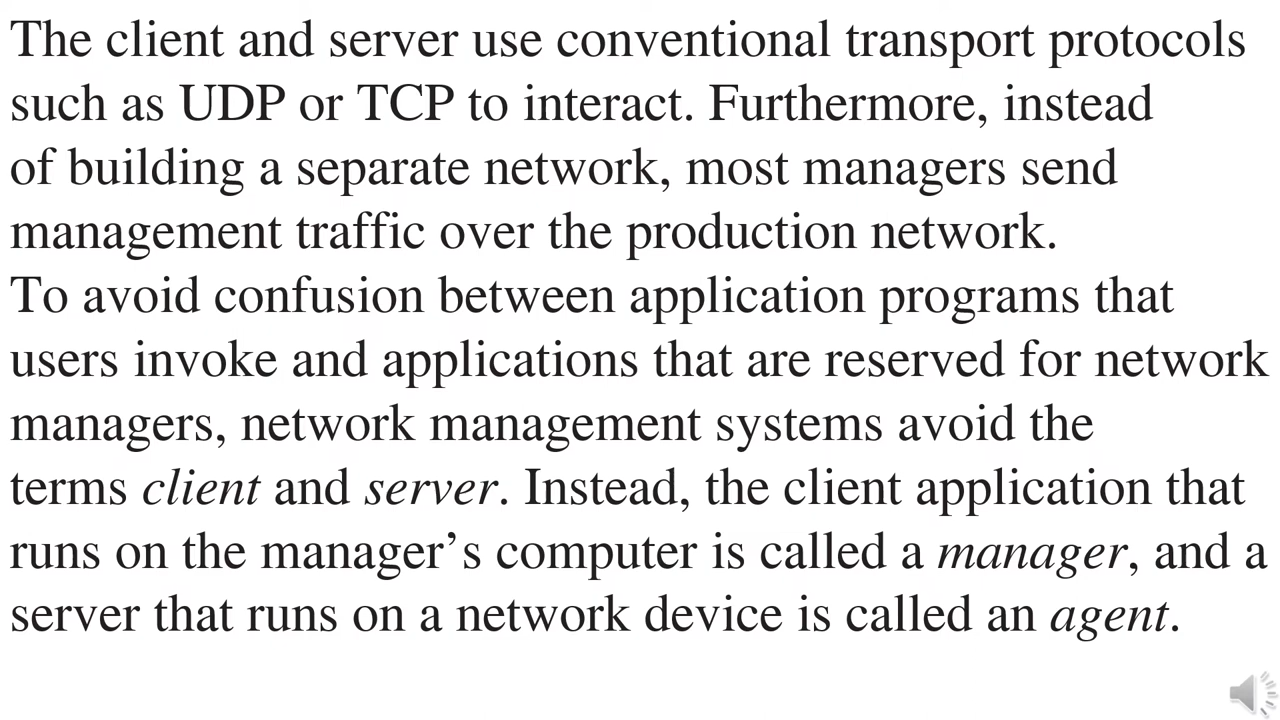 The client and server use conventional transport protocols
such as UDP or TCP to interact. Furthermore, instead
of building a separate network, most managers send
management traffic over the production network.
To avoid confusion between application programs that
users invoke and applications that are reserved for network
managers, network management systems avoid the
terms client and server. Instead, the client application that
runs on the manager’s computer is called a manager, and a
server that runs on a network device is called an agent.